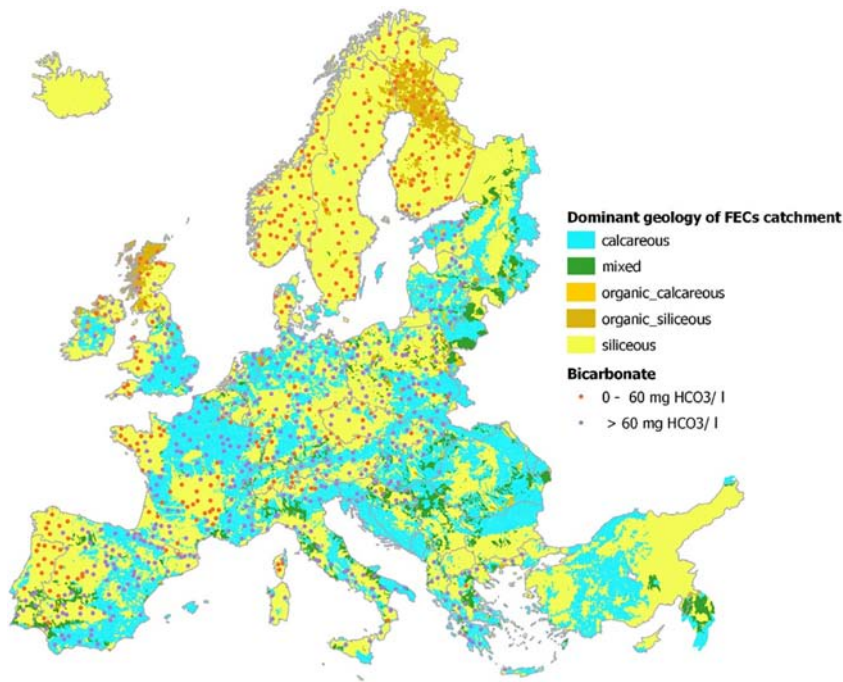 Dominant geology of FECs catchment
calcareous
mixed
organic_calcareous
organic_siliceous
siliceous
Bicarbonate
0 - 60 mg HCO3/ l
> 60 mg HCO3/ l